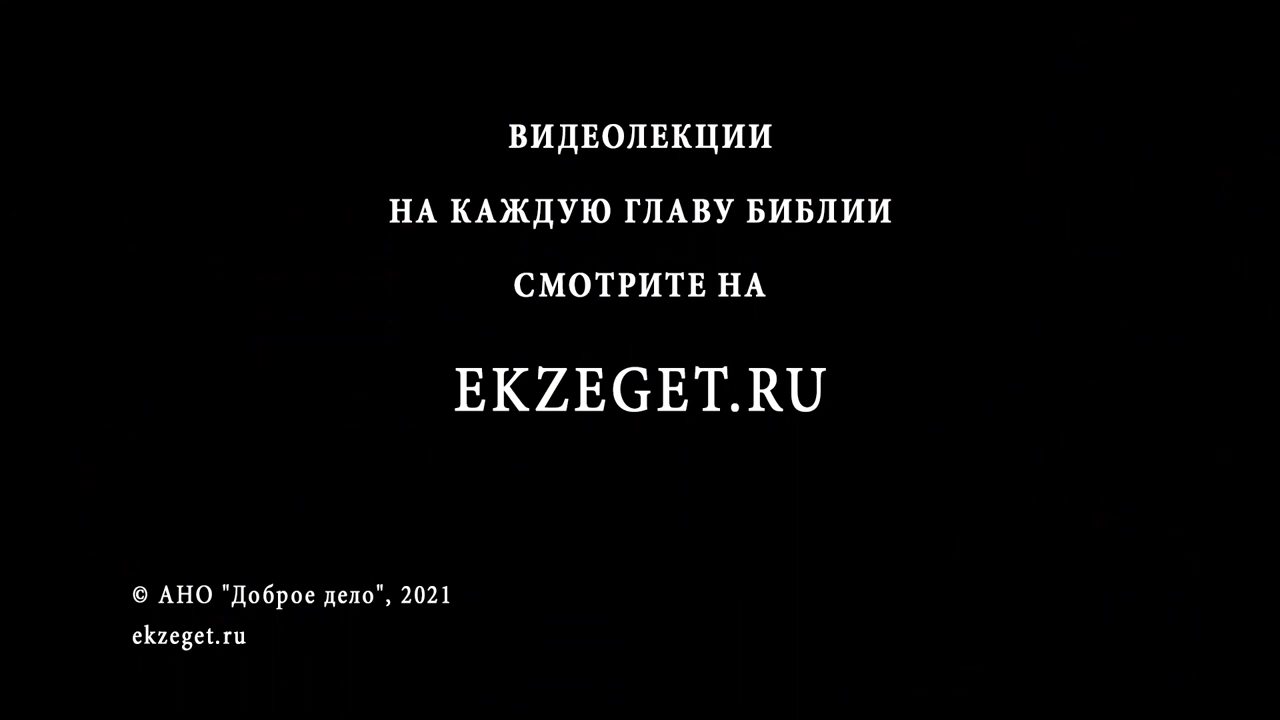 ВИДЕОЛЕКЦИИ
НА КАЖДУЮ ГЛАВУ БИБЛИИ
СМОТРИТЕ НА
EKZEGET.RU
© АНО "Доброе дело", 2021
ekzeget.ru